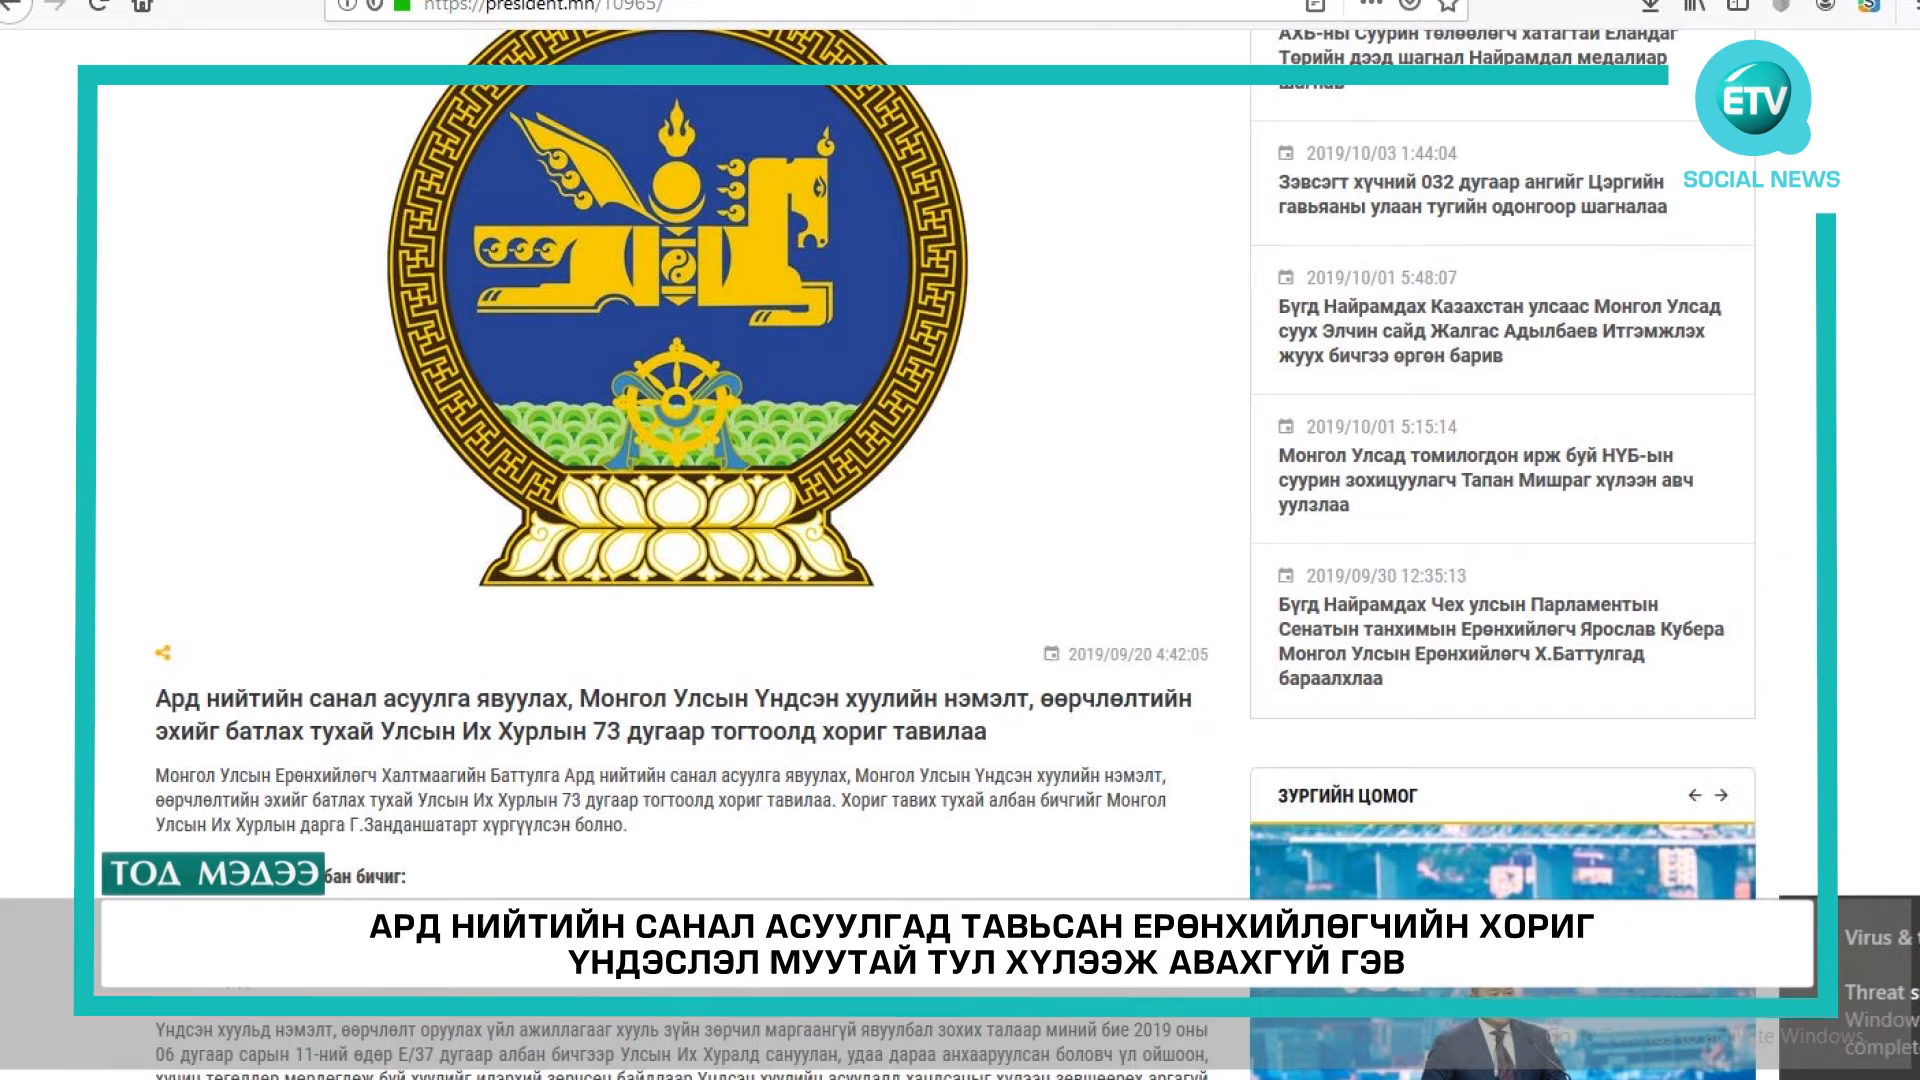 https://president.mn/10965/
АХБ-ны Суурин төлөөлөгч хатагтай Еландаг
Төрийн дээд шагнал Найрамдал медалиар
шагнав
ETV
SOCIAL NEWS
2019/10/03 1:44:04
Зэвсэгт хүчний 032 дугаар ангийг Цэргийн
гавьяаны улаан тугийн одонгоор шагналаа
2019/10/01 5:48:07
Бүгд Найрамдах Казахстан улсаас Монгол Улсад
суух Элчин сайд Жалгас Адылбаев Итгэмжлэх
жуух бичгээ өргөн барив
2019/10/01 5:15:14
Монгол Улсад томилогдон ирж буй НҮБ-ын
суурин зохицуулагч Тапан Мишраг хүлээн авч
уулзлаа
2019/09/30 12:35:13
Бүгд Найрамдах Чех улсын Парламентын
Сенатын танхимын Ерөнхийлөгч Ярослав Кубера
Монгол Улсын Ерөнхийлөгч Х.Баттулгад
бараалхлаа
2019/09/20 4:42:05
Ард нийтийн санал асуулга явуулах, Монгол Улсын Үндсэн хуулийн нэмэлт, өөрчлөлтийн
эхийг батлах тухай Улсын Их Хурлын 73 дугаар тогтоолд хориг тавилаа
Монгол Улсын Ерөнхийлөгч Халтмаагийн Баттулга Ард нийтийн санал асуулга явуулах, Монгол Улсын Үндсэн хуулийн нэмэлт,
өөрчлөлтийн эхийг батлах тухай Улсын Их Хурлын 73 дугаар тогтоолд хориг тавилаа. Хориг тавих тухай албан бичгийг Монгол
Улсын Их Хурлын дарга Г.Занданшатарт хүргүүлсэн болно.
ЗУРГИЙН ЦОМОГ
ТОД МЭДЭЭ
бан бичиг:
АРД НИЙТИЙН САНАЛ АСУУЛГАД ТАВЬСАН ЕРӨНХИЙЛӨГЧИЙН ХОРИГ
ҮНДЭСЛЭЛ МУУТАЙ ТУЛ ХҮЛЭЭЖ АВАХГҮЙ ГЭВ
Virus &
Threat s
Window
complet
Үндсэн хуульд нэмэлт, өөрчлөлт оруулах үйл ажиллагааг хууль зүйн зөрчил маргаангүй явуулбал зохих талаар миний бие 2019 оны
06 дугаар сарын 11-ний өдөр Е/37 дугаар албан бичгээр Улсын Их Хуралд сануулан, удаа дараа анхааруулсан боловч үл ойшоон,